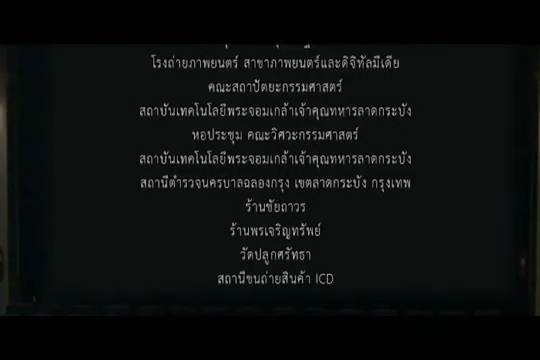 โรงถ่ายภาพยนตร์ สาขาภาพยนตร์และดิจิทัลมีเดีย
คณะสถาปัตยะกรรมศาสตร์
สถาบันเทคโนโลยีพระจอมเกล้าเจ้าคุณทหารลาดกระบัง
หอประชุม คณะวิศวะกรรมศาสตร์
สถาบันเทคโนโลยีพระจอมเกล้าเจ้าคุณทหารลาดกระบัง
สถานีตำรวจนครบาลฉลองกรุง เขตลาดกระบัง กรุงเทพ
ร้านชัยถาวร
ร้านพรเจริญทรัพย์
วัดปลูกศรัทธา
สถานีขนถ่ายสินค้า ICD